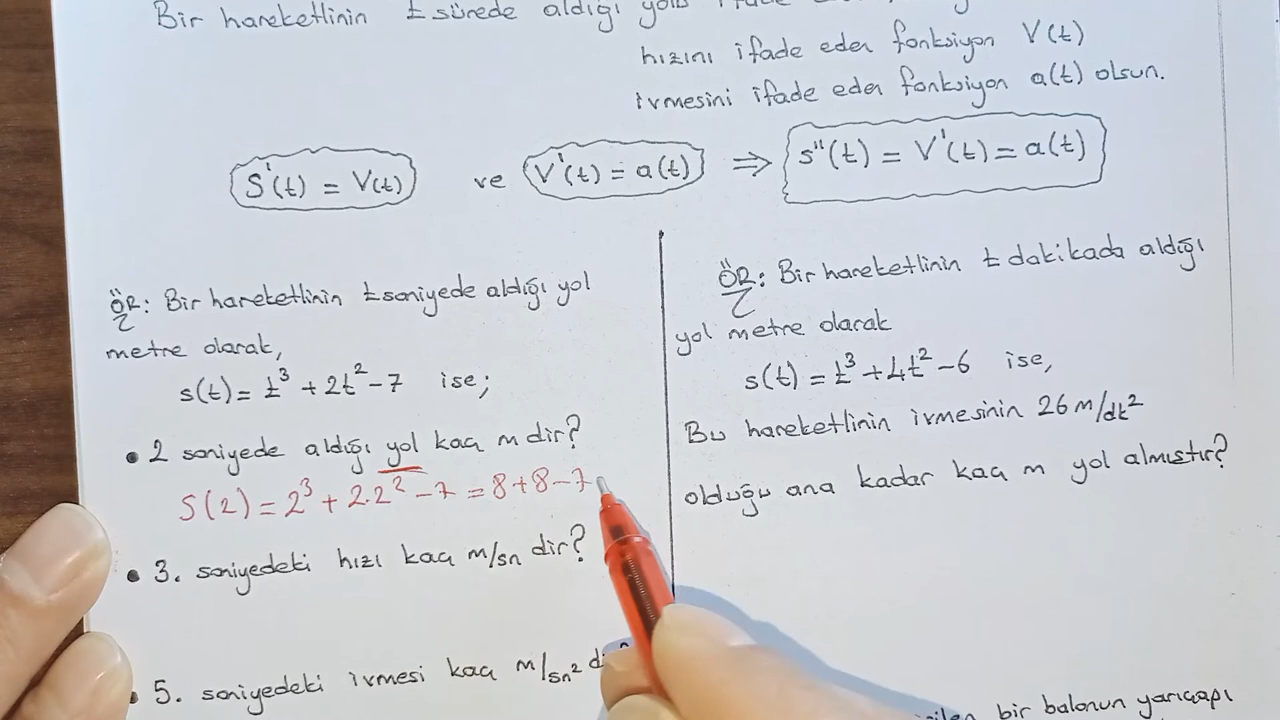 Bir hareketlinin t sürede aldığı yolu
hızını ifade eden fonksiyon V(t)
ivmesini ifade eden fonksiyon a(t) olsun.
S'(t) = V(t) ve V'(t) = a(t) ⇒ s''(t) = V'(t) = a(t)
ÖR: Bir hareketlinin t saniyede aldığı yol
metre olarak,
s(t) = t³ + 2t² - 7 ise;
• 2 saniyede aldığı yol kaç m dir?
S(2) = 2³ + 2.2² - 7 = 8 + 8 - 7
• 3. saniyedeki hızı kaç m/sn dir?
• 5. saniyedeki ivmesi kaç m/sn²
ÖR: Bir hareketlinin t dakikada aldığı
yol metre olarak
s(t) = t³ + 4t² - 6 ise,
Bu hareketlinin ivmesinin 26 m/dk²
olduğu ana kadar kaç m yol almıştır?
bir balonun yarıçapı